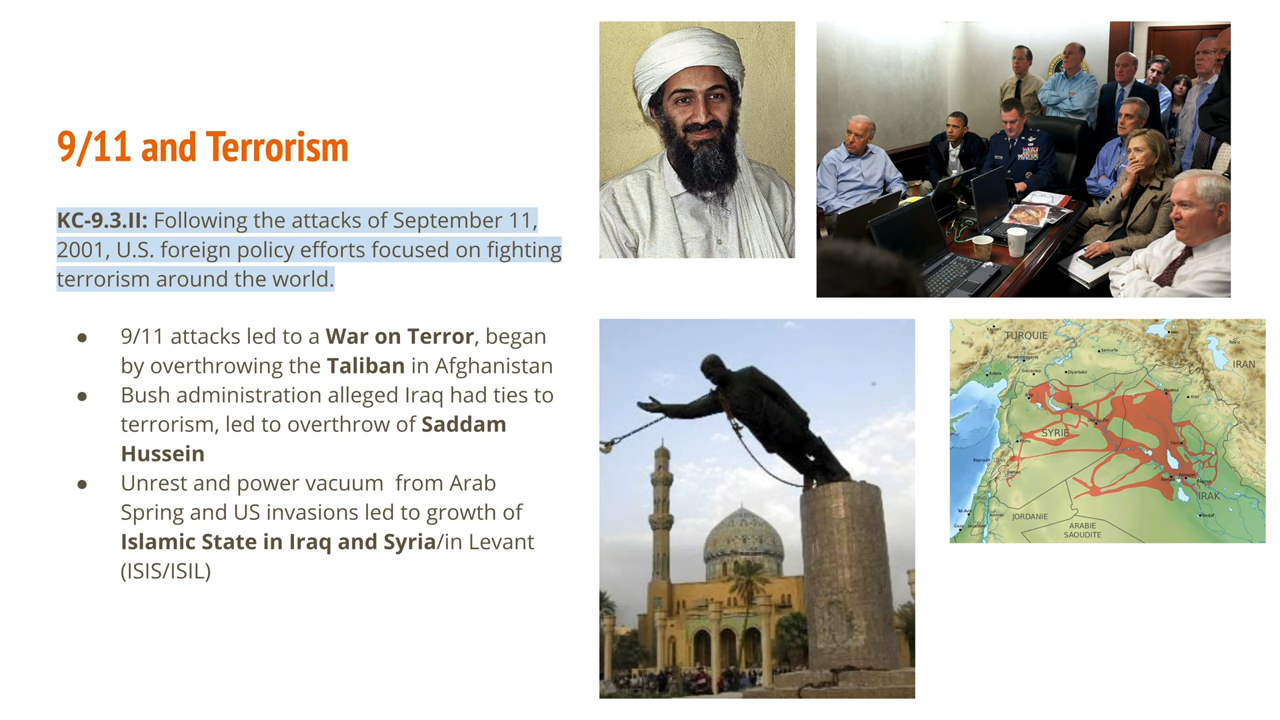 9/11 and Terrorism
KC-9.3.II: Following the attacks of September 11,
2001, U.S. foreign policy efforts focused on fighting
terrorism around the world.
● 9/11 attacks led to a War on Terror, began
by overthrowing the Taliban in Afghanistan
● Bush administration alleged Iraq had ties to
terrorism, led to overthrow of Saddam
Hussein
● Unrest and power vacuum from Arab
Spring and US invasions led to growth of
Islamic State in Iraq and Syria/in Levant
(ISIS/ISIL)
TURQUIE
IRAN
SYRIE
IRAK
JORDANIE
ARABIE
SAOUDITE